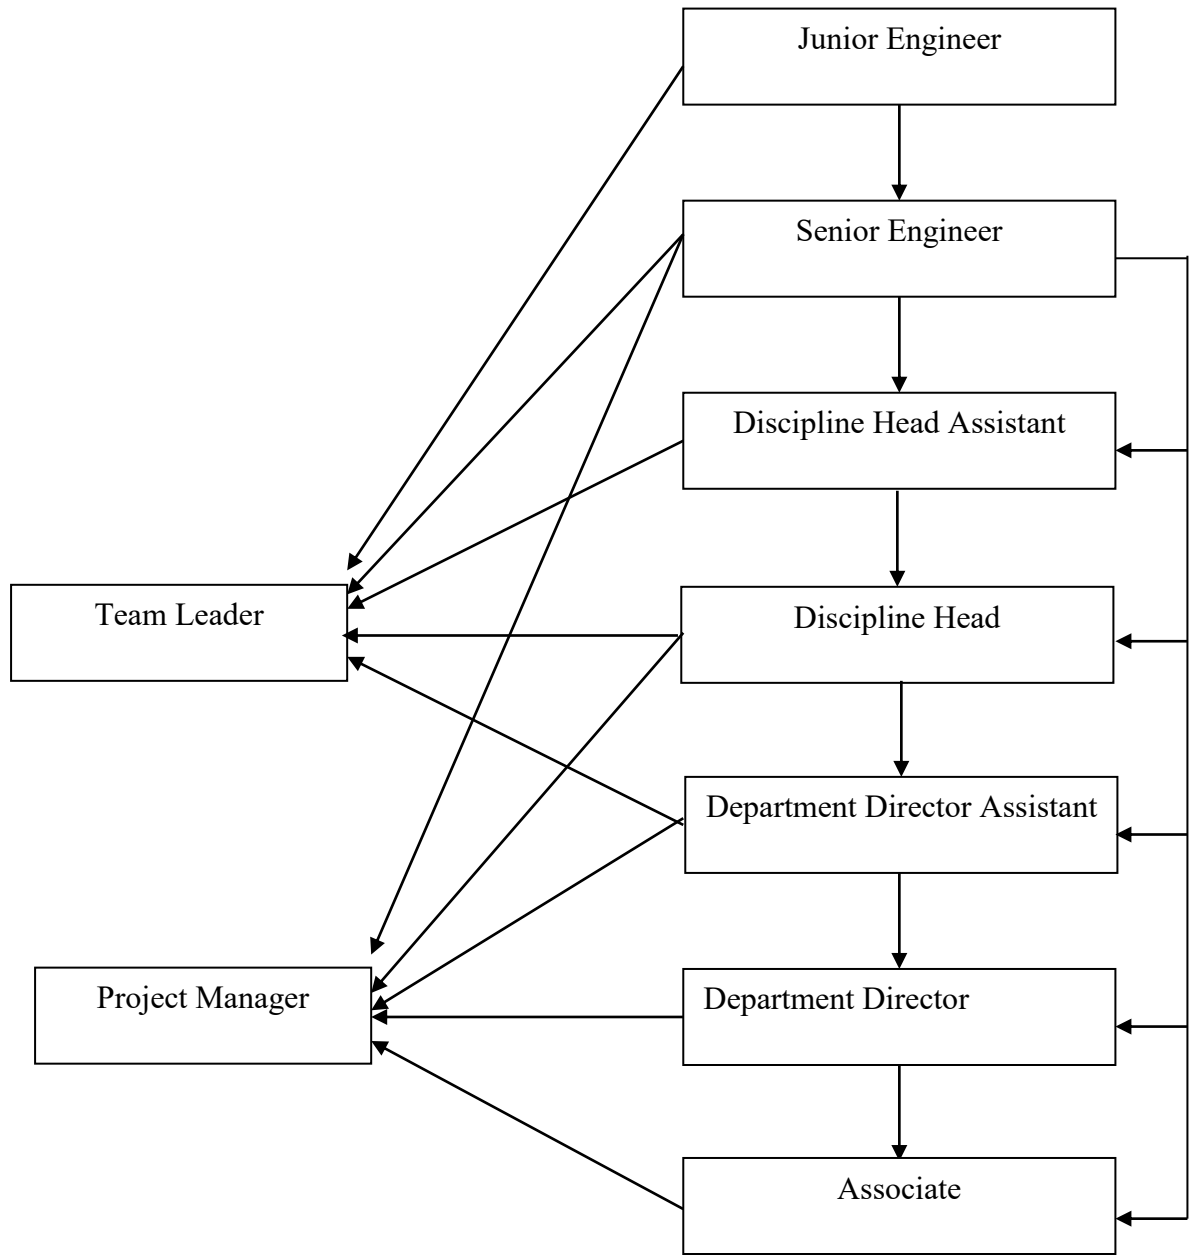 Junior Engineer
Senior Engineer
Discipline Head Assistant
Team Leader
Discipline Head
Department Director Assistant
Project Manager
Department Director
Associate